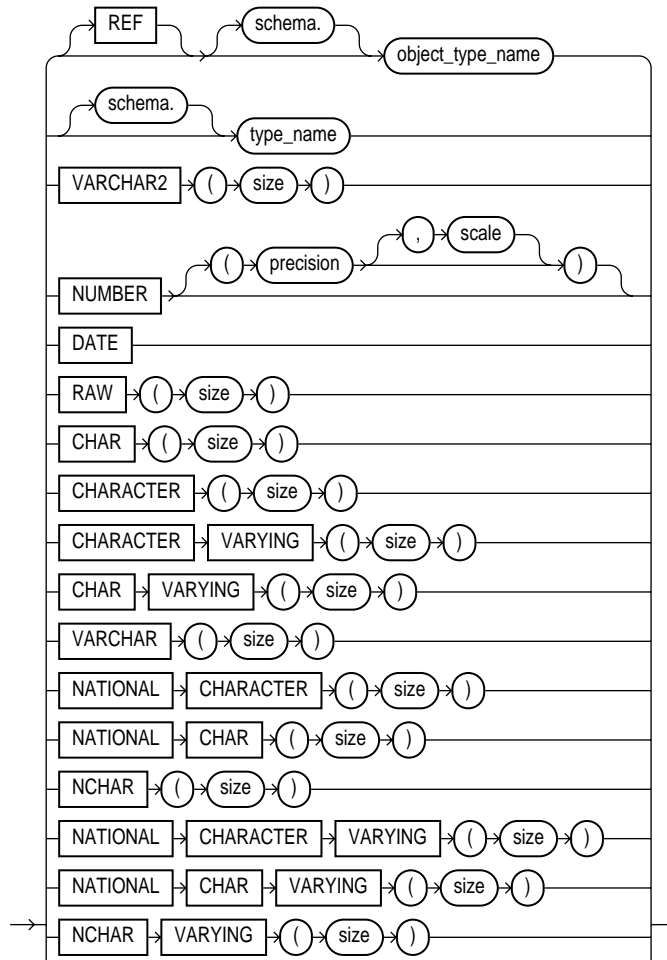 REF schema. object_type_name
schema. type_name
VARCHAR2 ( size )
NUMBER ( precision , scale )
DATE
RAW ( size )
CHAR ( size )
CHARACTER ( size )
CHARACTER VARYING ( size )
CHAR VARYING ( size )
VARCHAR ( size )
NATIONAL CHARACTER ( size )
NATIONAL CHAR ( size )
NCHAR ( size )
NATIONAL CHARACTER VARYING ( size )
NATIONAL CHAR VARYING ( size )
NCHAR VARYING ( size )